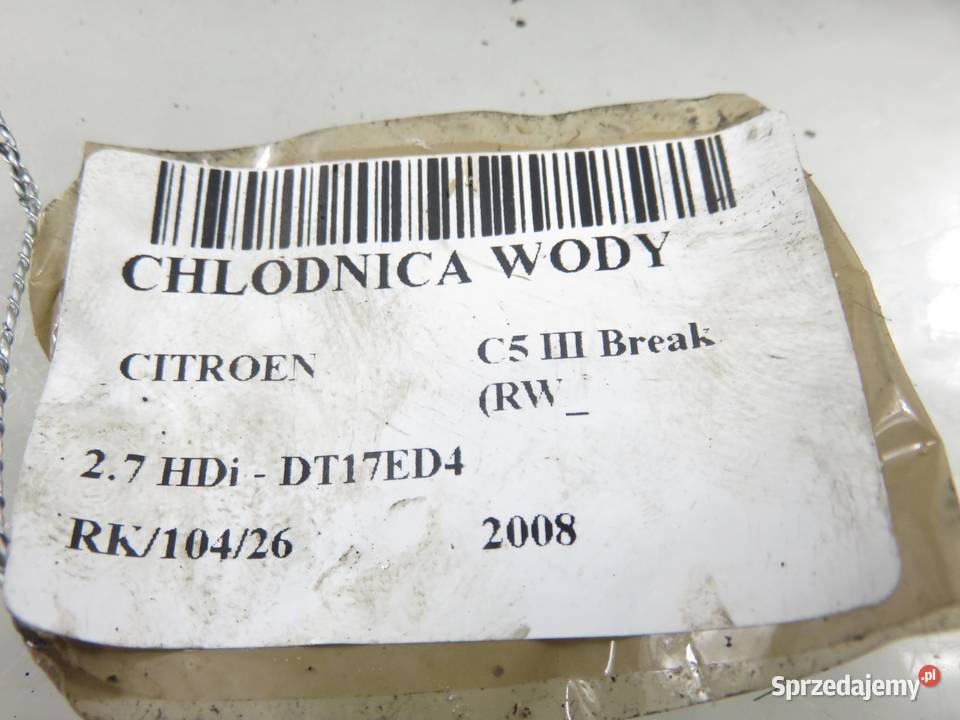 CHLODNICA WODY
CITROEN
C5 III Break
(RW_
2.7 HDi - DT17ED4
RK/104/26
2008
Sprzedajemy.pl